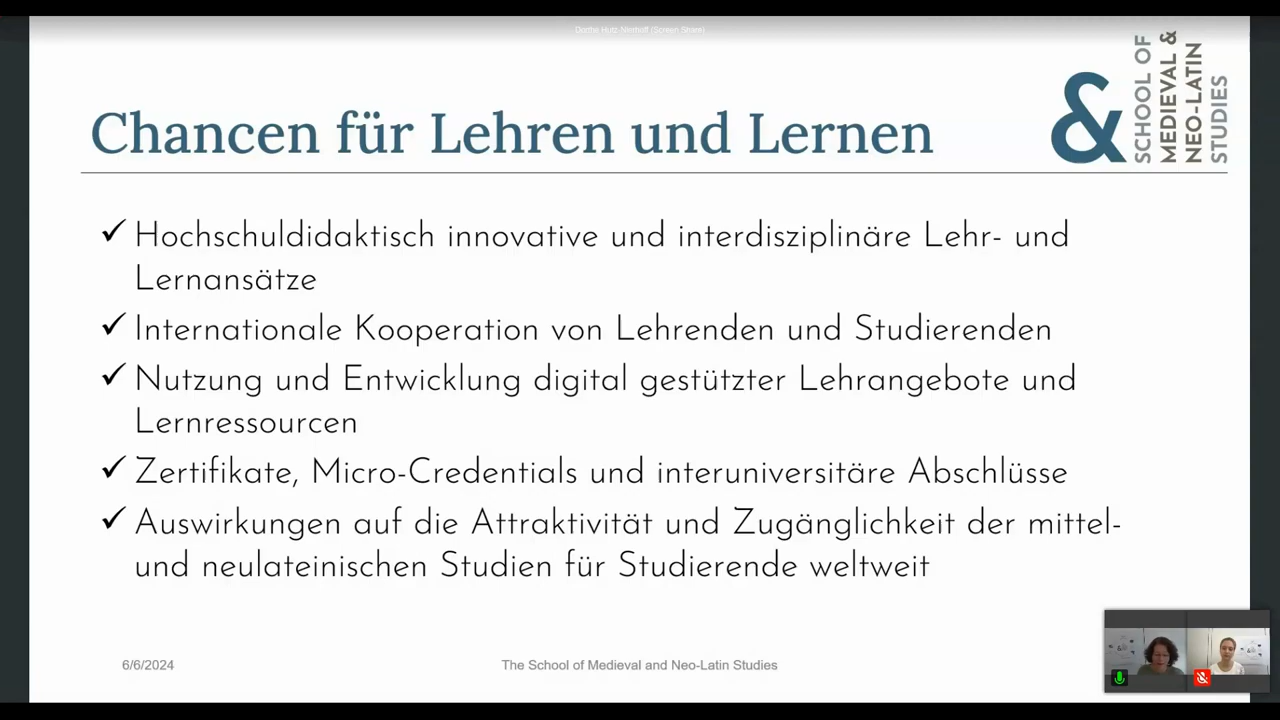 Chancen für Lehren und Lernen
&
SCHOOL OF
MEDIEVAL &
NEO-LATIN
STUDIES
✓ Hochschuldidaktisch innovative und interdisziplinäre Lehr- und
Lernansätze
✓ Internationale Kooperation von Lehrenden und Studierenden
✓ Nutzung und Entwicklung digital gestützter Lehrangebote und
Lernressourcen
✓ Zertifikate, Micro-Credentials und interuniversitäre Abschlüsse
✓ Auswirkungen auf die Attraktivität und Zugänglichkeit der mittel-
und neulateinischen Studien für Studierende weltweit
6/6/2024
The School of Medieval and Neo-Latin Studies